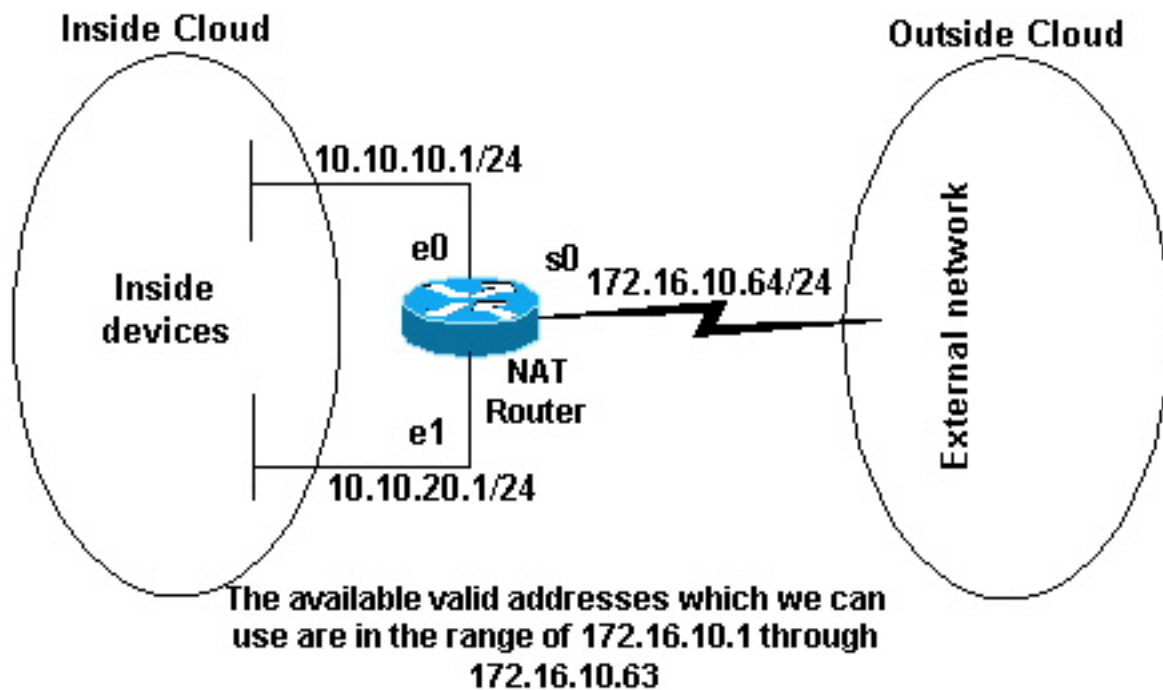 Inside Cloud
Outside Cloud
10.10.10.1/24
e0
s0
172.16.10.64/24
Inside
devices
External network
NAT
Router
e1
10.10.20.1/24
The available valid addresses which we can
use are in the range of 172.16.10.1 through
172.16.10.63